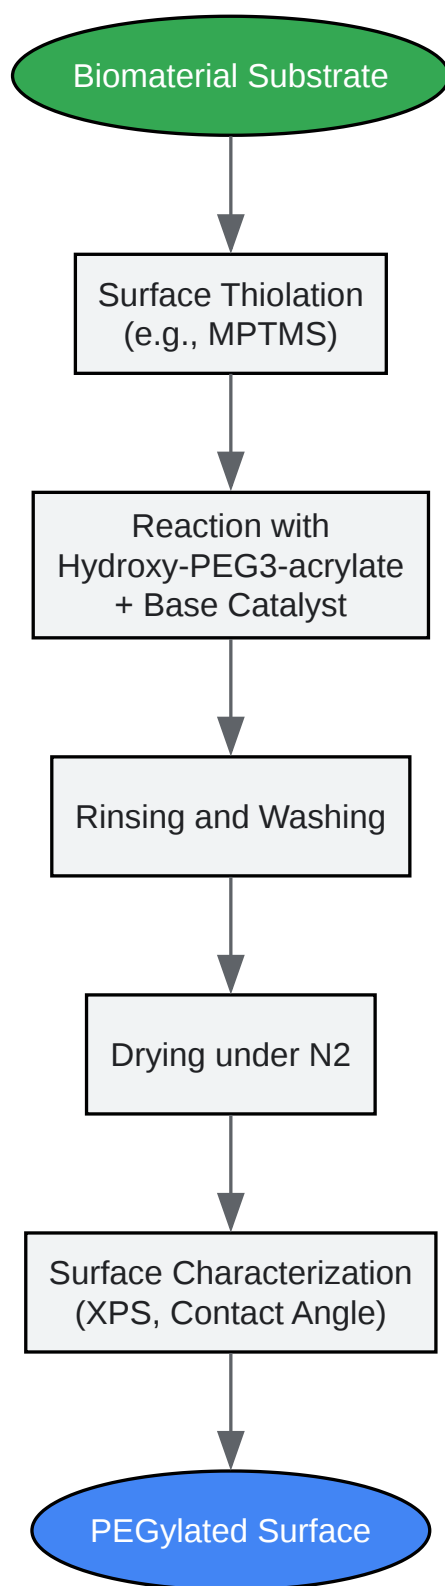 Biomaterial Substrate
Surface Thiolation
(e.g., MPTMS)
Reaction with
Hydroxy-PEG3-acrylate
+ Base Catalyst
Rinsing and Washing
Drying under N2
Surface Characterization
(XPS, Contact Angle)
PEGylated Surface